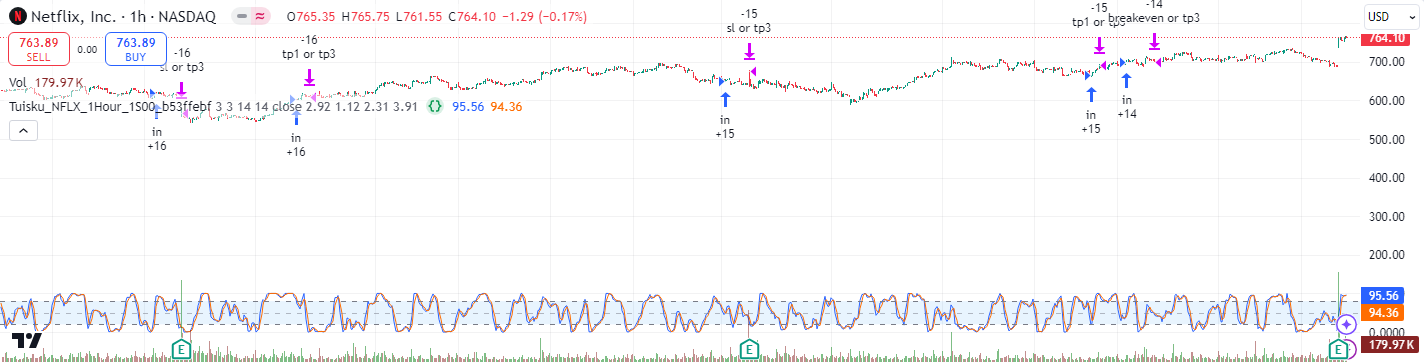 Netflix, Inc. · 1h · NASDAQ O765.35 H765.75 L761.55 C764.10 −1.29 (−0.17%)
USD
763.89
SELL
0.00
763.89
BUY
Vol 179.97K
Tuisku_NFLX_1Hour_1S00_b53ffebf 3 3 14 14 close 2.92 1.12 2.31 3.91 {} 95.56 94.36
-16
sl or tp3
in
+16
-16
tp1 or tp3
in
+16
-15
sl or tp3
in
+15
-15
tp1 or tp3
in
+15
-14
breakeven or tp3
in
+14
764.10
700.00
600.00
500.00
400.00
300.00
200.00
95.56
94.36
0.0000
179.97K
E
E
E